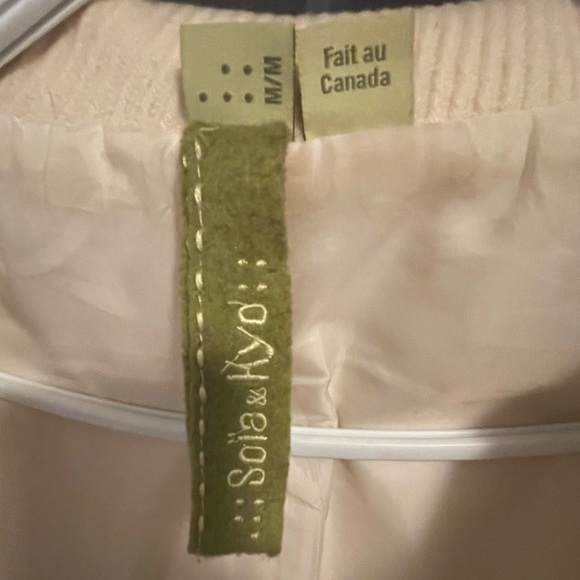 M/M
Fait au
Canada
Soïa & Kyo